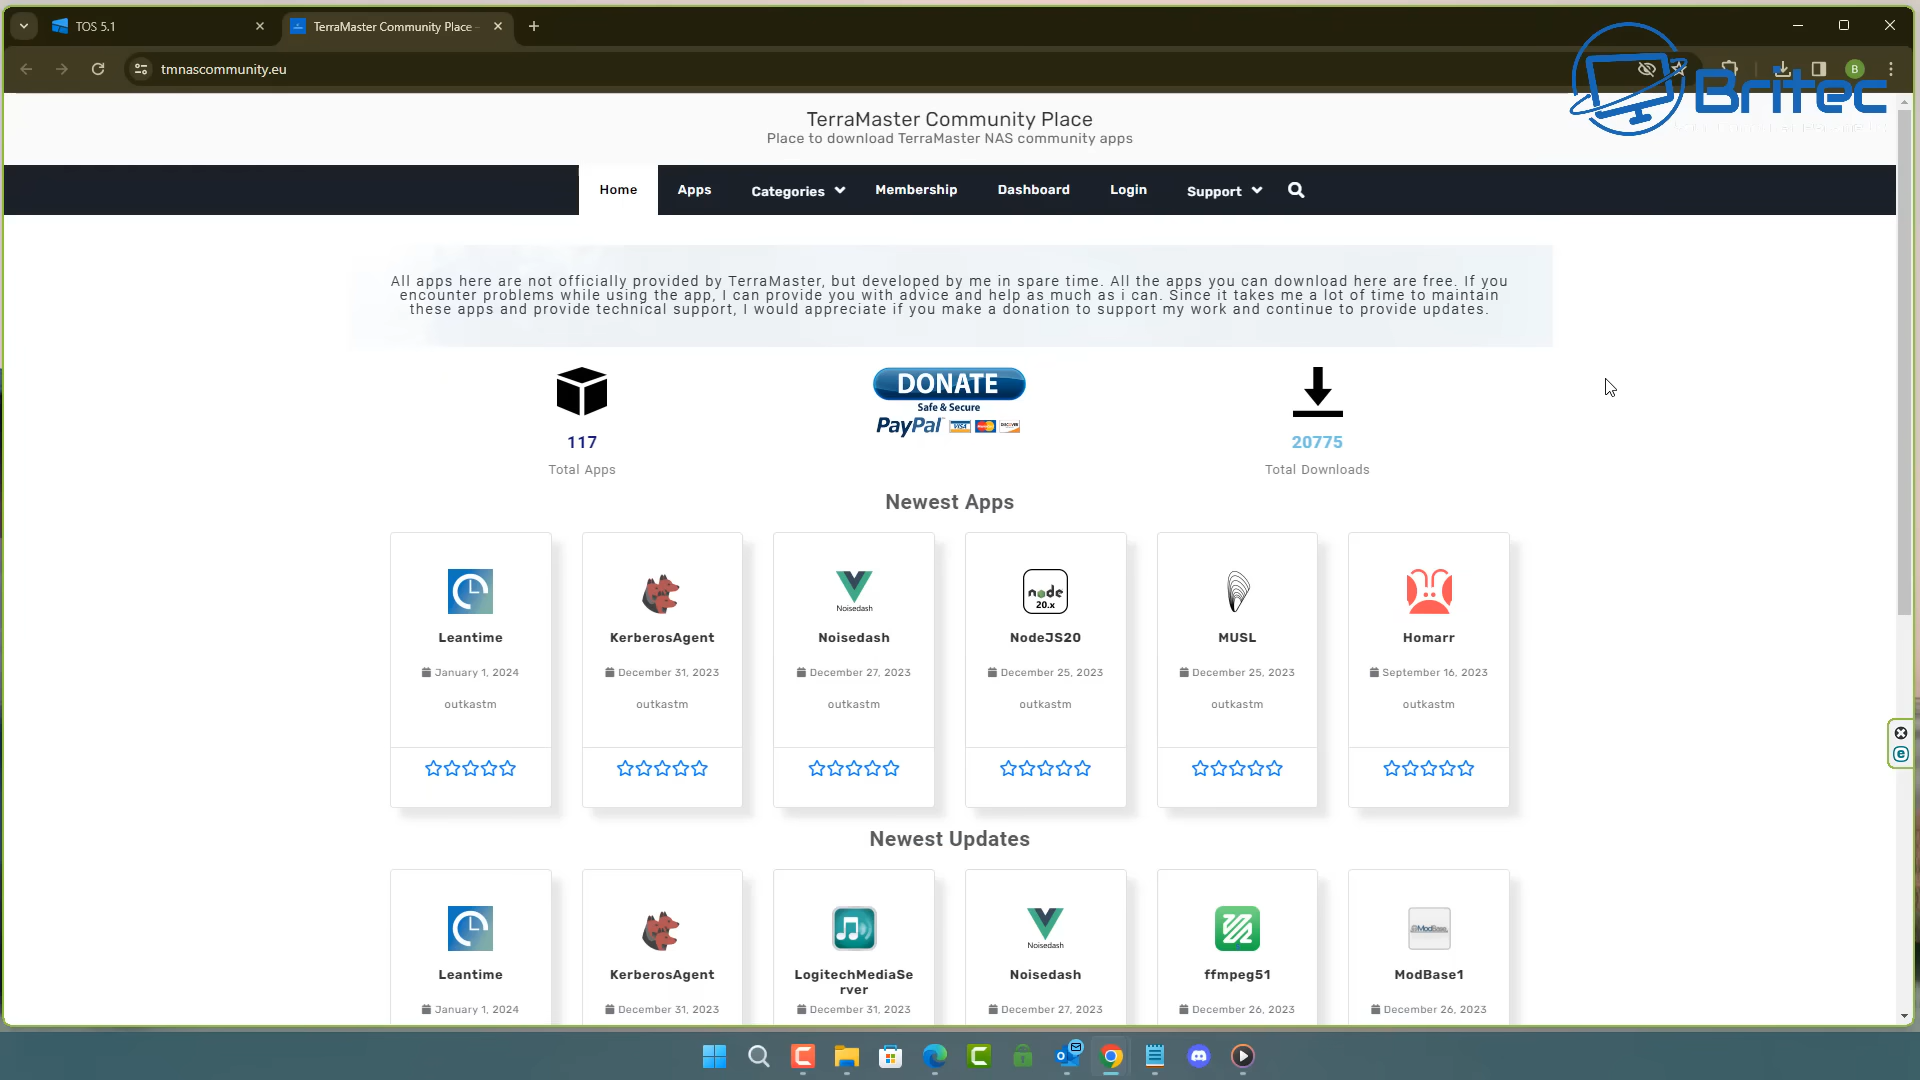 TOS 5.1
TerraMaster Community Place -
tmnascommunity.eu
B
Britec
TerraMaster Community Place
Place to download TerraMaster NAS community apps
Home
Apps
Categories
Membership
Dashboard
Login
Support
All apps here are not officially provided by TerraMaster, but developed by me in spare time. All the apps you can download here are free. If you
encounter problems while using the app, I can provide you with advice and help as much as i can. Since it takes me a lot of time to maintain
these apps and provide technical support, I would appreciate if you make a donation to support my work and continue to provide updates.
DONATE
Safe & Secure
PayPal VISA MasterCard DISCOVER
117
Total Apps
20775
Total Downloads
Newest Apps
Leantime
January 1, 2024
outkastm
KerberosAgent
December 31, 2023
outkastm
Noisedash
Noisedash
December 27, 2023
outkastm
node
20.x
NodeJS20
December 25, 2023
outkastm
MUSL
December 25, 2023
outkastm
Homarr
September 16, 2023
outkastm
Newest Updates
Leantime
January 1, 2024
KerberosAgent
December 31, 2023
LogitechMediaSe
rver
December 31, 2023
Noisedash
Noisedash
December 27, 2023
ffmpeg51
December 26, 2023
ModBase
ModBase1
December 26, 2023